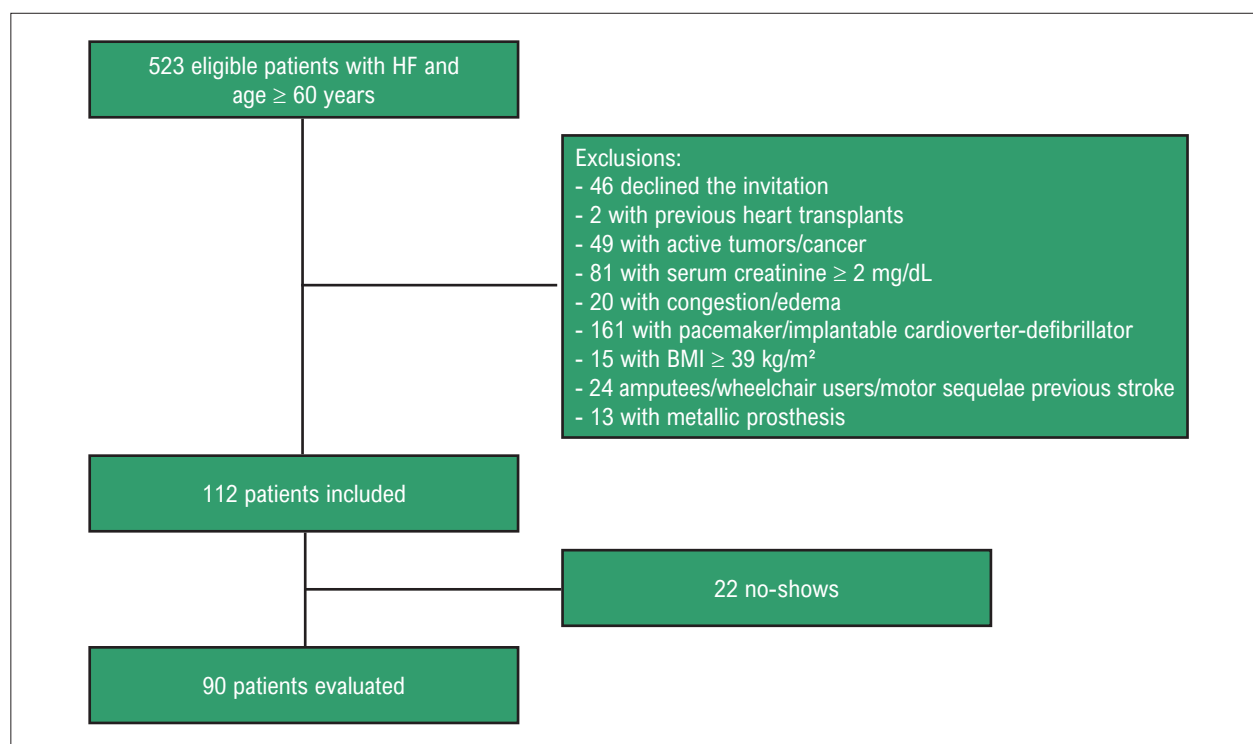 523 eligible patients with HF and
age ≥ 60 years
Exclusions:
- 46 declined the invitation
- 2 with previous heart transplants
- 49 with active tumors/cancer
- 81 with serum creatinine ≥ 2 mg/dL
- 20 with congestion/edema
- 161 with pacemaker/implantable cardioverter-defibrillator
- 15 with BMI ≥ 39 kg/m²
- 24 amputees/wheelchair users/motor sequelae previous stroke
- 13 with metallic prosthesis
112 patients included
22 no-shows
90 patients evaluated